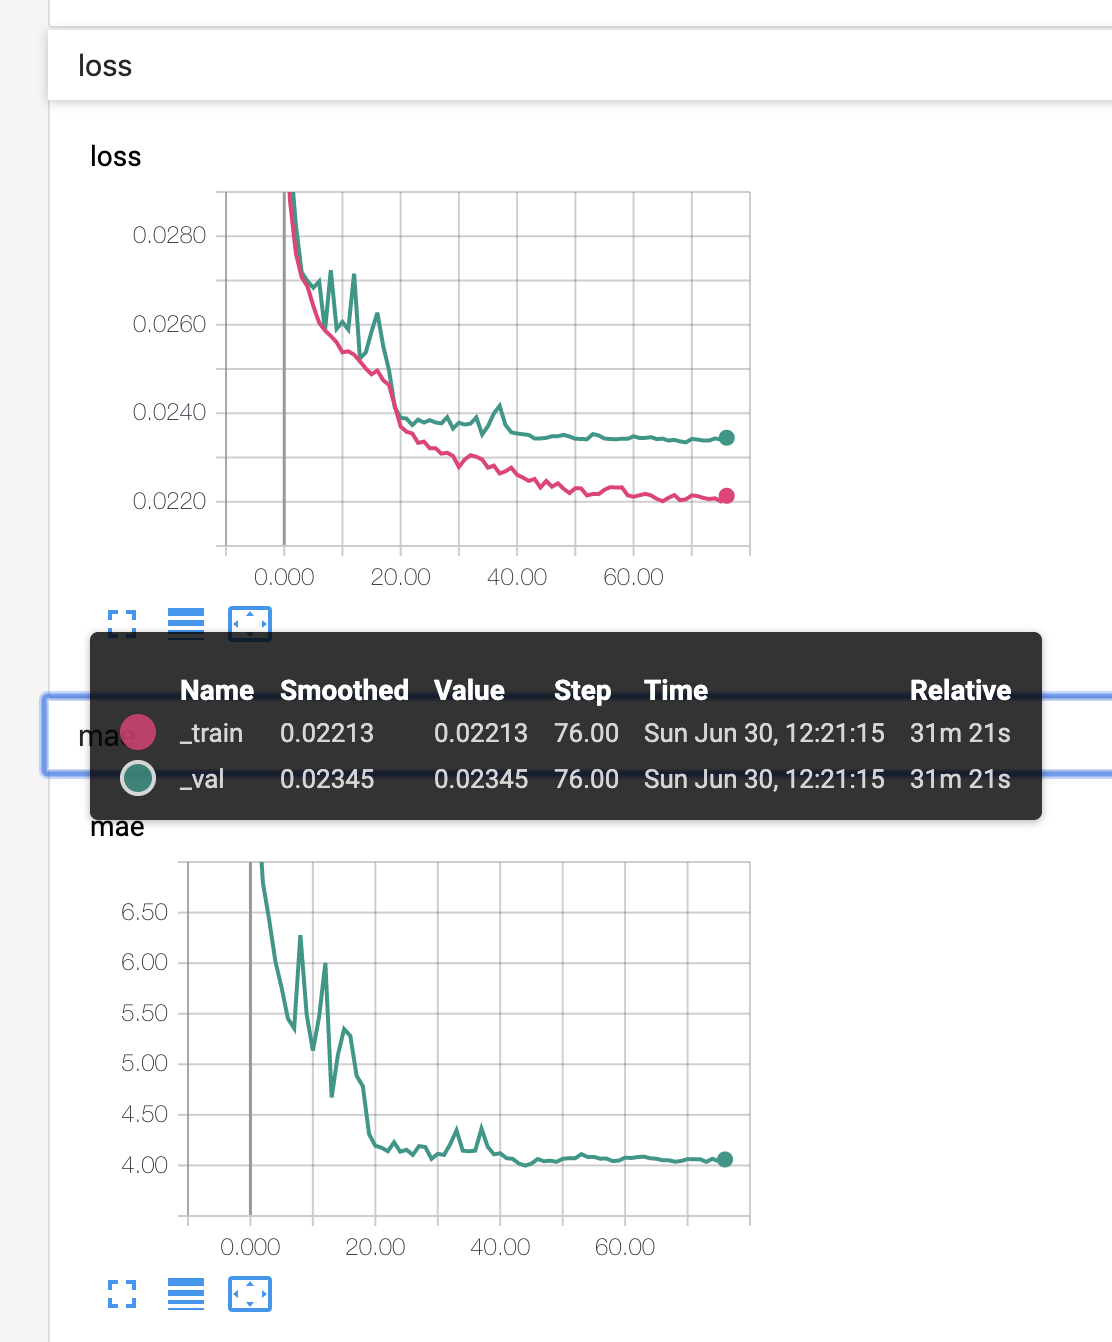 loss
loss
0.0280
0.0260
0.0240
0.0220
0.000 20.00 40.00 60.00
Name Smoothed Value Step Time Relative
_train 0.02213 0.02213 76.00 Sun Jun 30, 12:21:15 31m 21s
mae
_val 0.02345 0.02345 76.00 Sun Jun 30, 12:21:15 31m 21s
mae
6.50
6.00
5.50
5.00
4.50
4.00
0.000 20.00 40.00 60.00